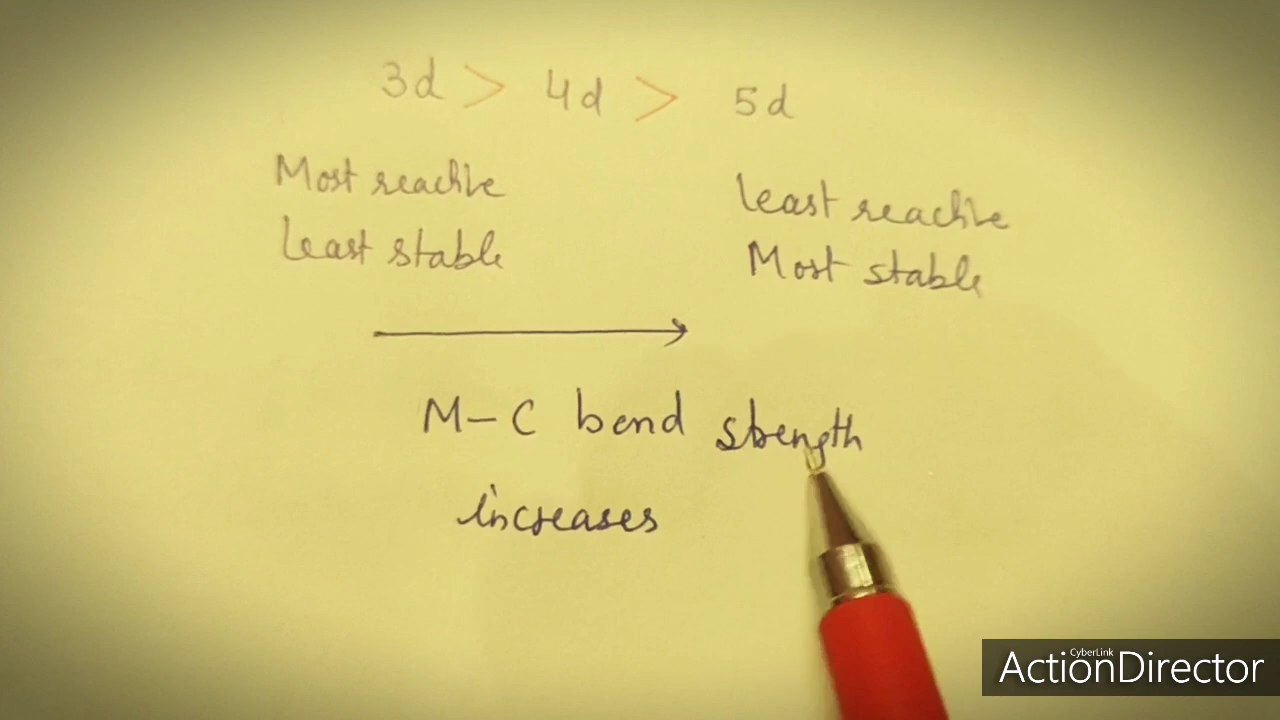 3d > 4d > 5d
Most reactive
Least stable
least reactive
Most stable
M-C bond strength
increases
CyberLink
ActionDirector